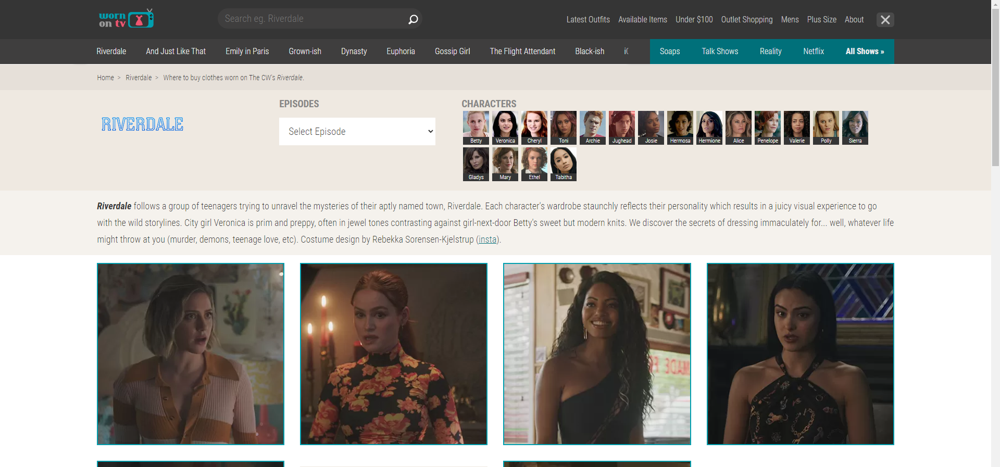 worn
on tv
Search eg. Riverdale
Latest Outfits Available Items Under $100 Outlet Shopping Mens Plus Size About
Riverdale And Just Like That Emily in Paris Grown-ish Dynasty Euphoria Gossip Girl The Flight Attendant Black-ish Soaps Talk Shows Reality Netflix All Shows »
Home > Riverdale > Where to buy clothes worn on The CW's Riverdale.
RIVERDALE
EPISODES
Select Episode
CHARACTERS
Betty Veronica Cheryl Toni Archie Jughead Josie Hermosa Hermione Alice Penelope Valerie Polly Sierra
Gladys Mary Ethel Tabitha
Riverdale follows a group of teenagers trying to unravel the mysteries of their aptly named town, Riverdale. Each character's wardrobe staunchly reflects their personality which results in a juicy visual experience to go
with the wild storylines. City girl Veronica is prim and preppy, often in jewel tones contrasting against girl-next-door Betty's sweet but modern knits. We discover the secrets of dressing immaculately for... well, whatever life
might throw at you (murder, demons, teenage love, etc). Costume design by Rebekka Sorensen-Kjelstrup (insta).